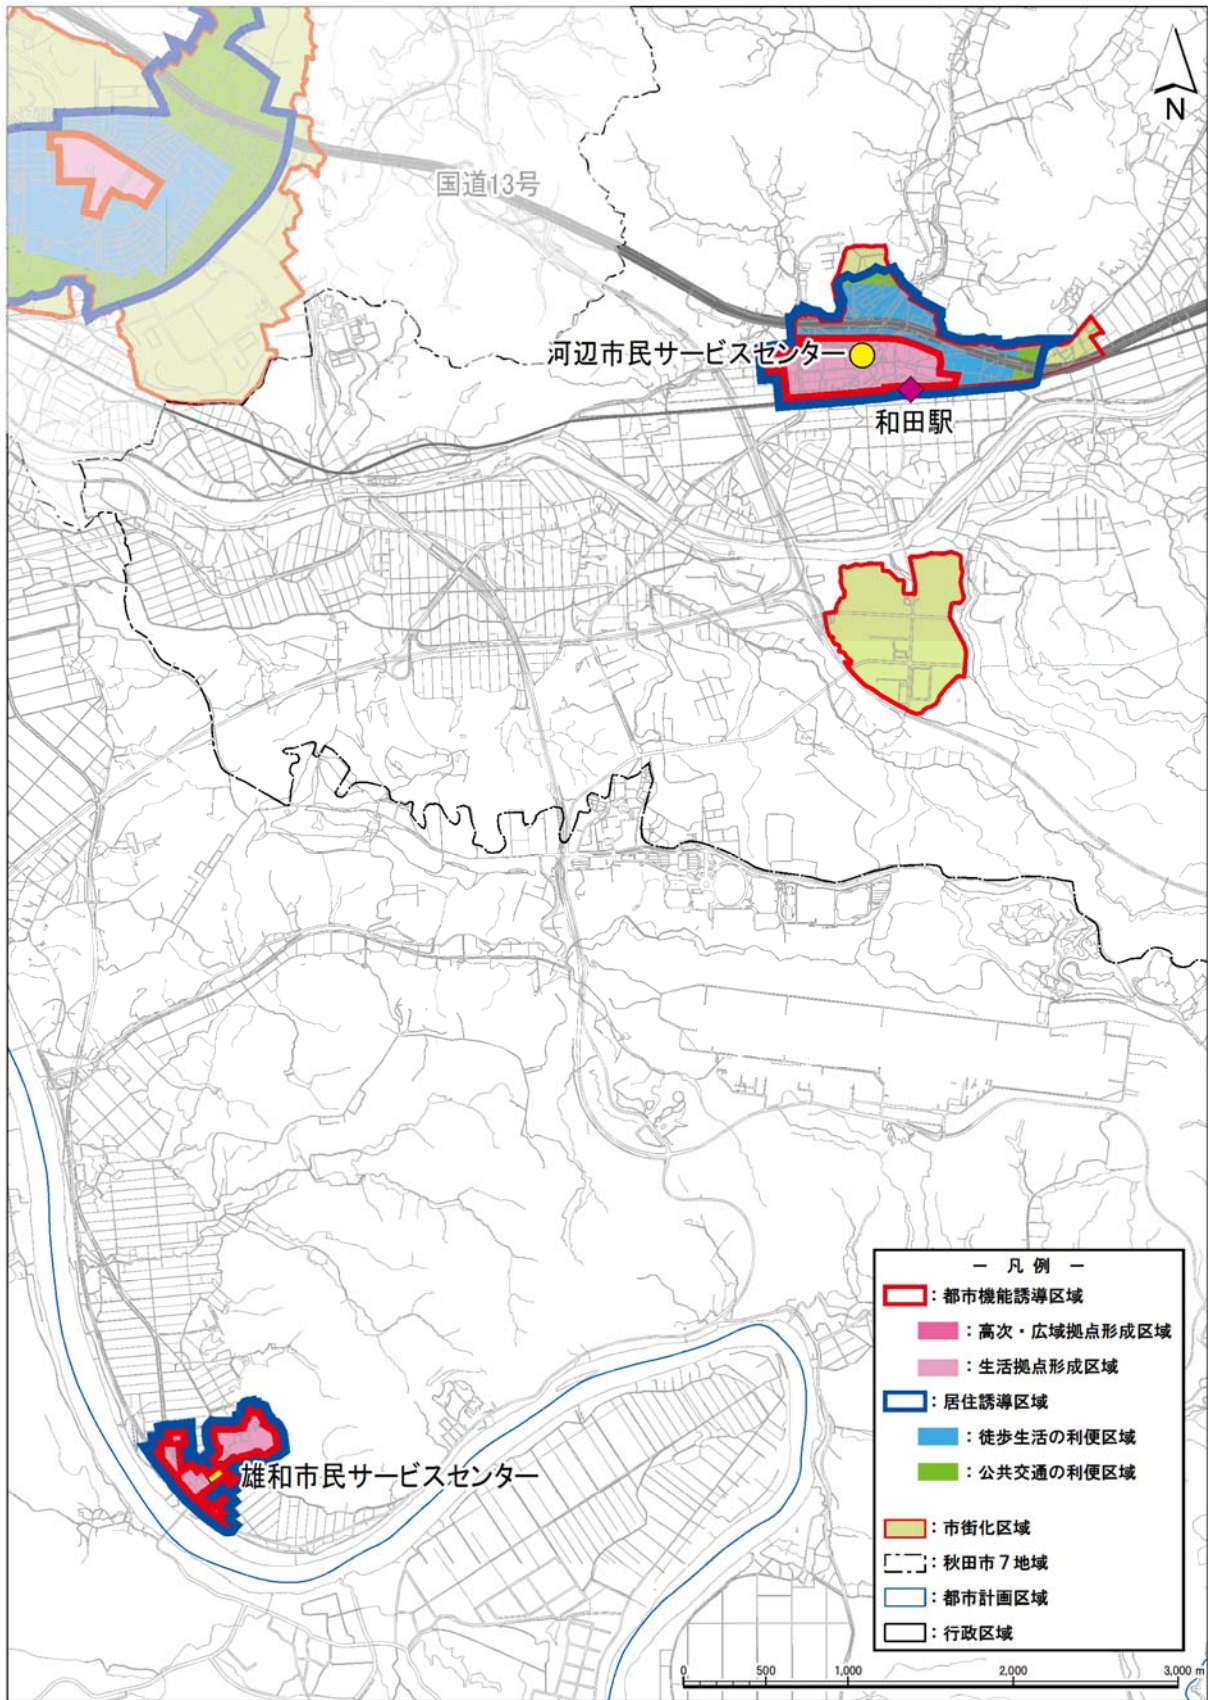 N
国道13号
河辺市民サービスセンター
和田駅
雄和市民サービスセンター
― 凡 例 ―
：都市機能誘導区域
：高次・広域拠点形成区域
：生活拠点形成区域
：居住誘導区域
：徒歩生活の利便区域
：公共交通の利便区域
：市街化区域
：秋田市７地域
：都市計画区域
：行政区域
0 500 1,000 2,000 3,000 m